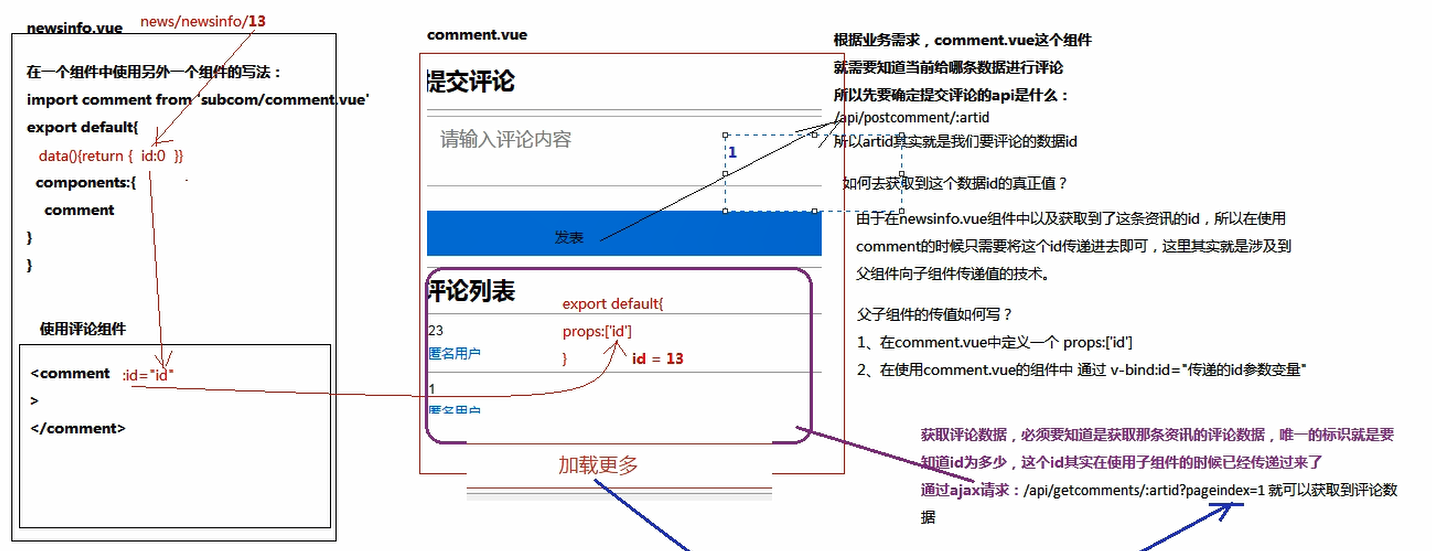 newsinfo.vue
news/newsinfo/13
在一个组件中使用另外一个组件的写法：
import comment from 'subcom/comment.vue'
export default{
data(){return { id:0 }}
components:{
comment
}
}
使用评论组件
<comment :id="id"
>
</comment>
comment.vue
提交评论
请输入评论内容
1
发表
评论列表
23
匿名用户
1
匿名用户
export default{
props:['id']
}
id = 13
加载更多
根据业务需求，comment.vue这个组件
就需要知道当前给哪条数据进行评论
所以先要确定提交评论的api是什么：
/api/postcomment/:artid
所以artid其实就是我们要评论的数据id
如何去获取到这个数据id的真正值？
由于在newsinfo.vue组件中以及获取到了这条资讯的id，所以在使用
comment的时候只需要将这个id传递进去即可，这里其实就是涉及到
父组件向子组件传递值的技术。
父子组件的传值如何写？
1、在comment.vue中定义一个 props:['id']
2、在使用comment.vue的组件中 通过 v-bind:id="传递的id参数变量"
获取评论数据，必须要知道是获取那条资讯的评论数据，唯一的标识就是要
知道id为多少，这个id其实在使用子组件的时候已经传递过来了
通过ajax请求：/api/getcomments/:artid?pageindex=1 就可以获取到评论数
据